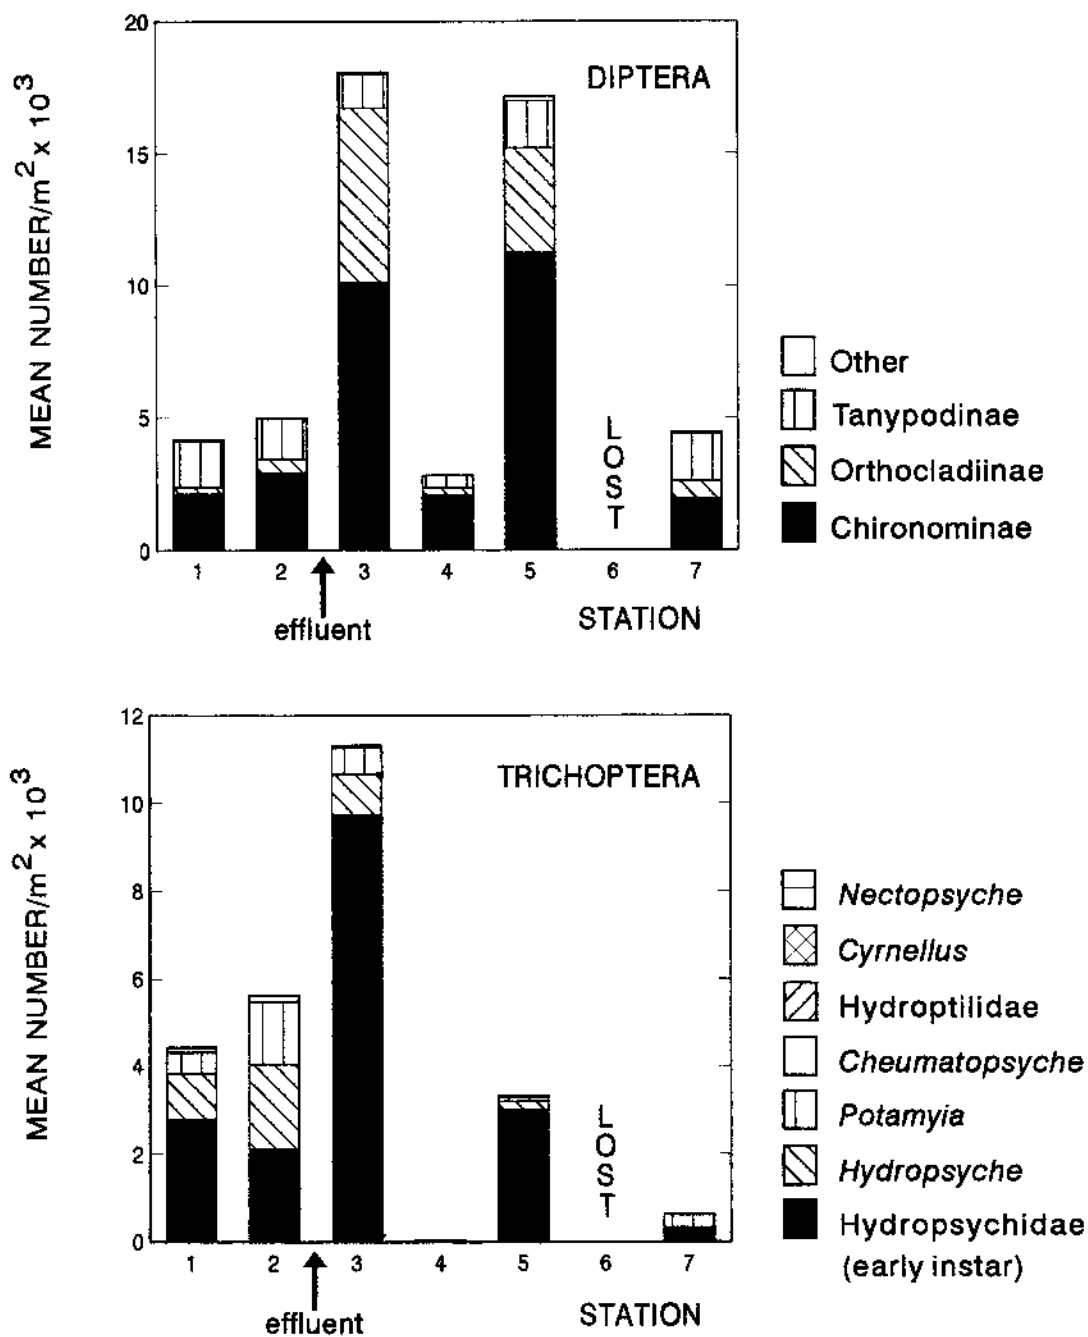 MEAN NUMBER/m² x 10³
20
15
10
5
0
DIPTERA
LOST
1 2 3 4 5 6 7
effluent
STATION
Other
Tanypodinae
Orthocladiinae
Chironominae
MEAN NUMBER/m² x 10³
12
10
8
6
4
2
0
TRICHOPTERA
LOST
1 2 3 4 5 6 7
effluent
STATION
Nectopsyche
Cyrnellus
Hydroptilidae
Cheumatopsyche
Potamyia
Hydropsyche
Hydropsychidae
(early instar)